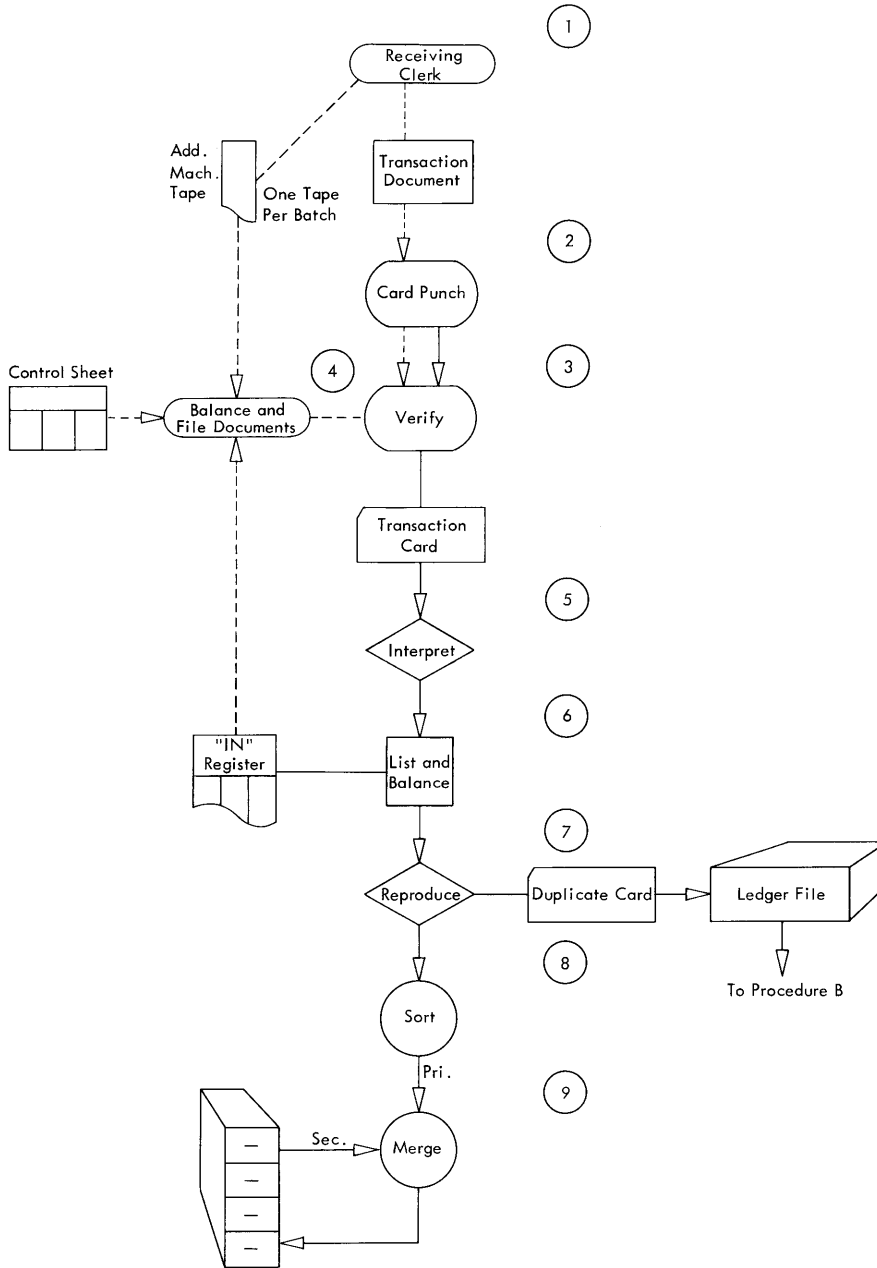 1
Receiving
Clerk
Add.
Mach.
Tape
One Tape
Per Batch
Transaction
Document
2
Card Punch
3
Control Sheet
4
Balance and
File Documents
Verify
Transaction
Card
5
Interpret
6
"IN"
Register
List and
Balance
7
Reproduce
Duplicate Card
Ledger File
8
To Procedure B
Sort
Pri.
9
Sec.
Merge